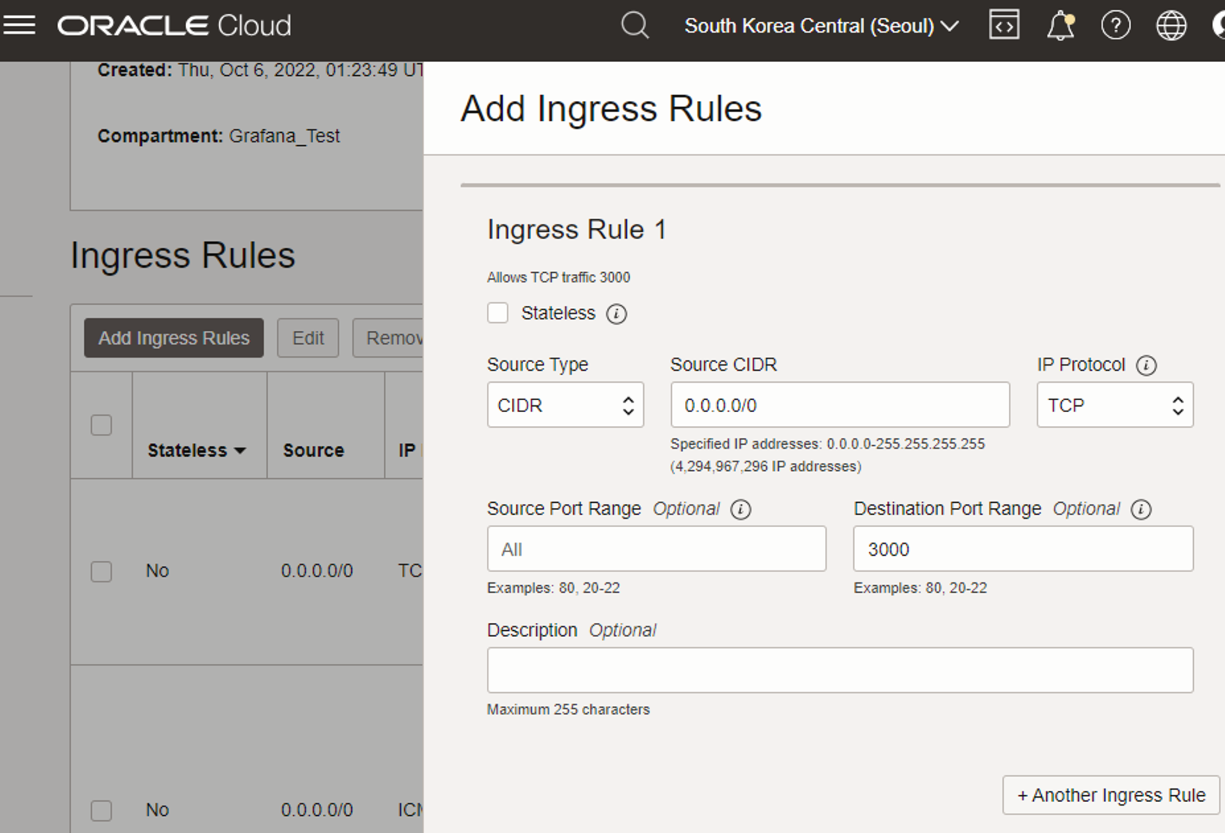 ORACLE Cloud
South Korea Central (Seoul)
Created: Thu, Oct 6, 2022, 01:23:49
Compartment: Grafana_Test
Ingress Rules
Add Ingress Rules Edit
Stateless Source IP
No 0.0.0.0/0
No 0.0.0.0/0
Add Ingress Rules
Ingress Rule 1
Allows TCP traffic 3000
Stateless
Source Type Source CIDR IP Protocol
CIDR 0.0.0.0/0 TCP
Specified IP addresses: 0.0.0.0-255.255.255.255
(4,294,967,296 IP addresses)
Source Port Range Optional Destination Port Range Optional
All 3000
Examples: 80, 20-22 Examples: 80, 20-22
Description Optional
Maximum 255 characters
+ Another Ingress Rule